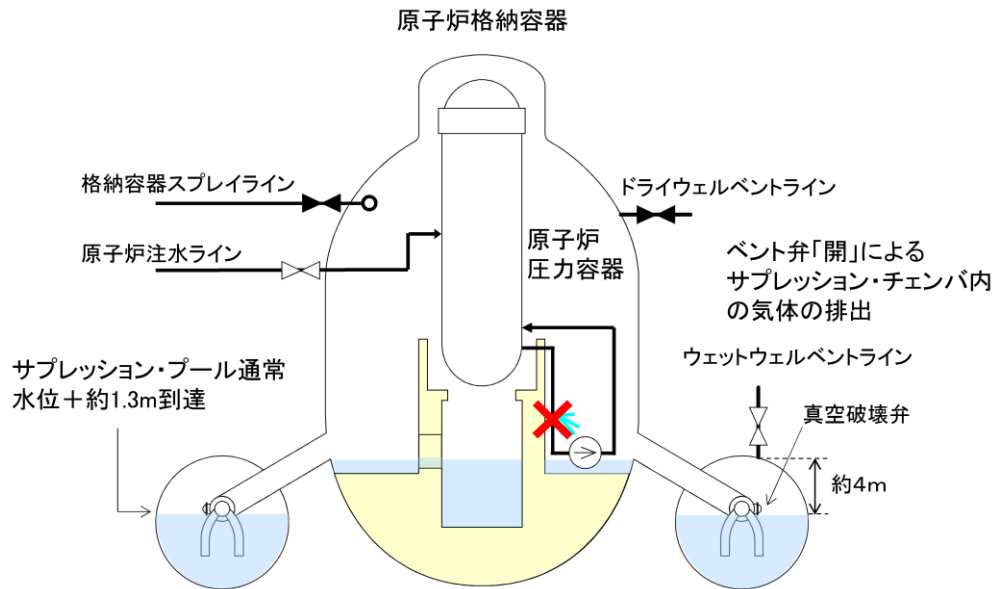 原子炉格納容器
格納容器スプレイライン
ドライウェルベントライン
原子炉注水ライン
原子炉
圧力容器
ベント弁「開」による
サプレッション・チェンバ内
の気体の排出
ウェットウェルベントライン
サプレッション・プール通常
水位+約1.3m到達
真空破壊弁
約4m